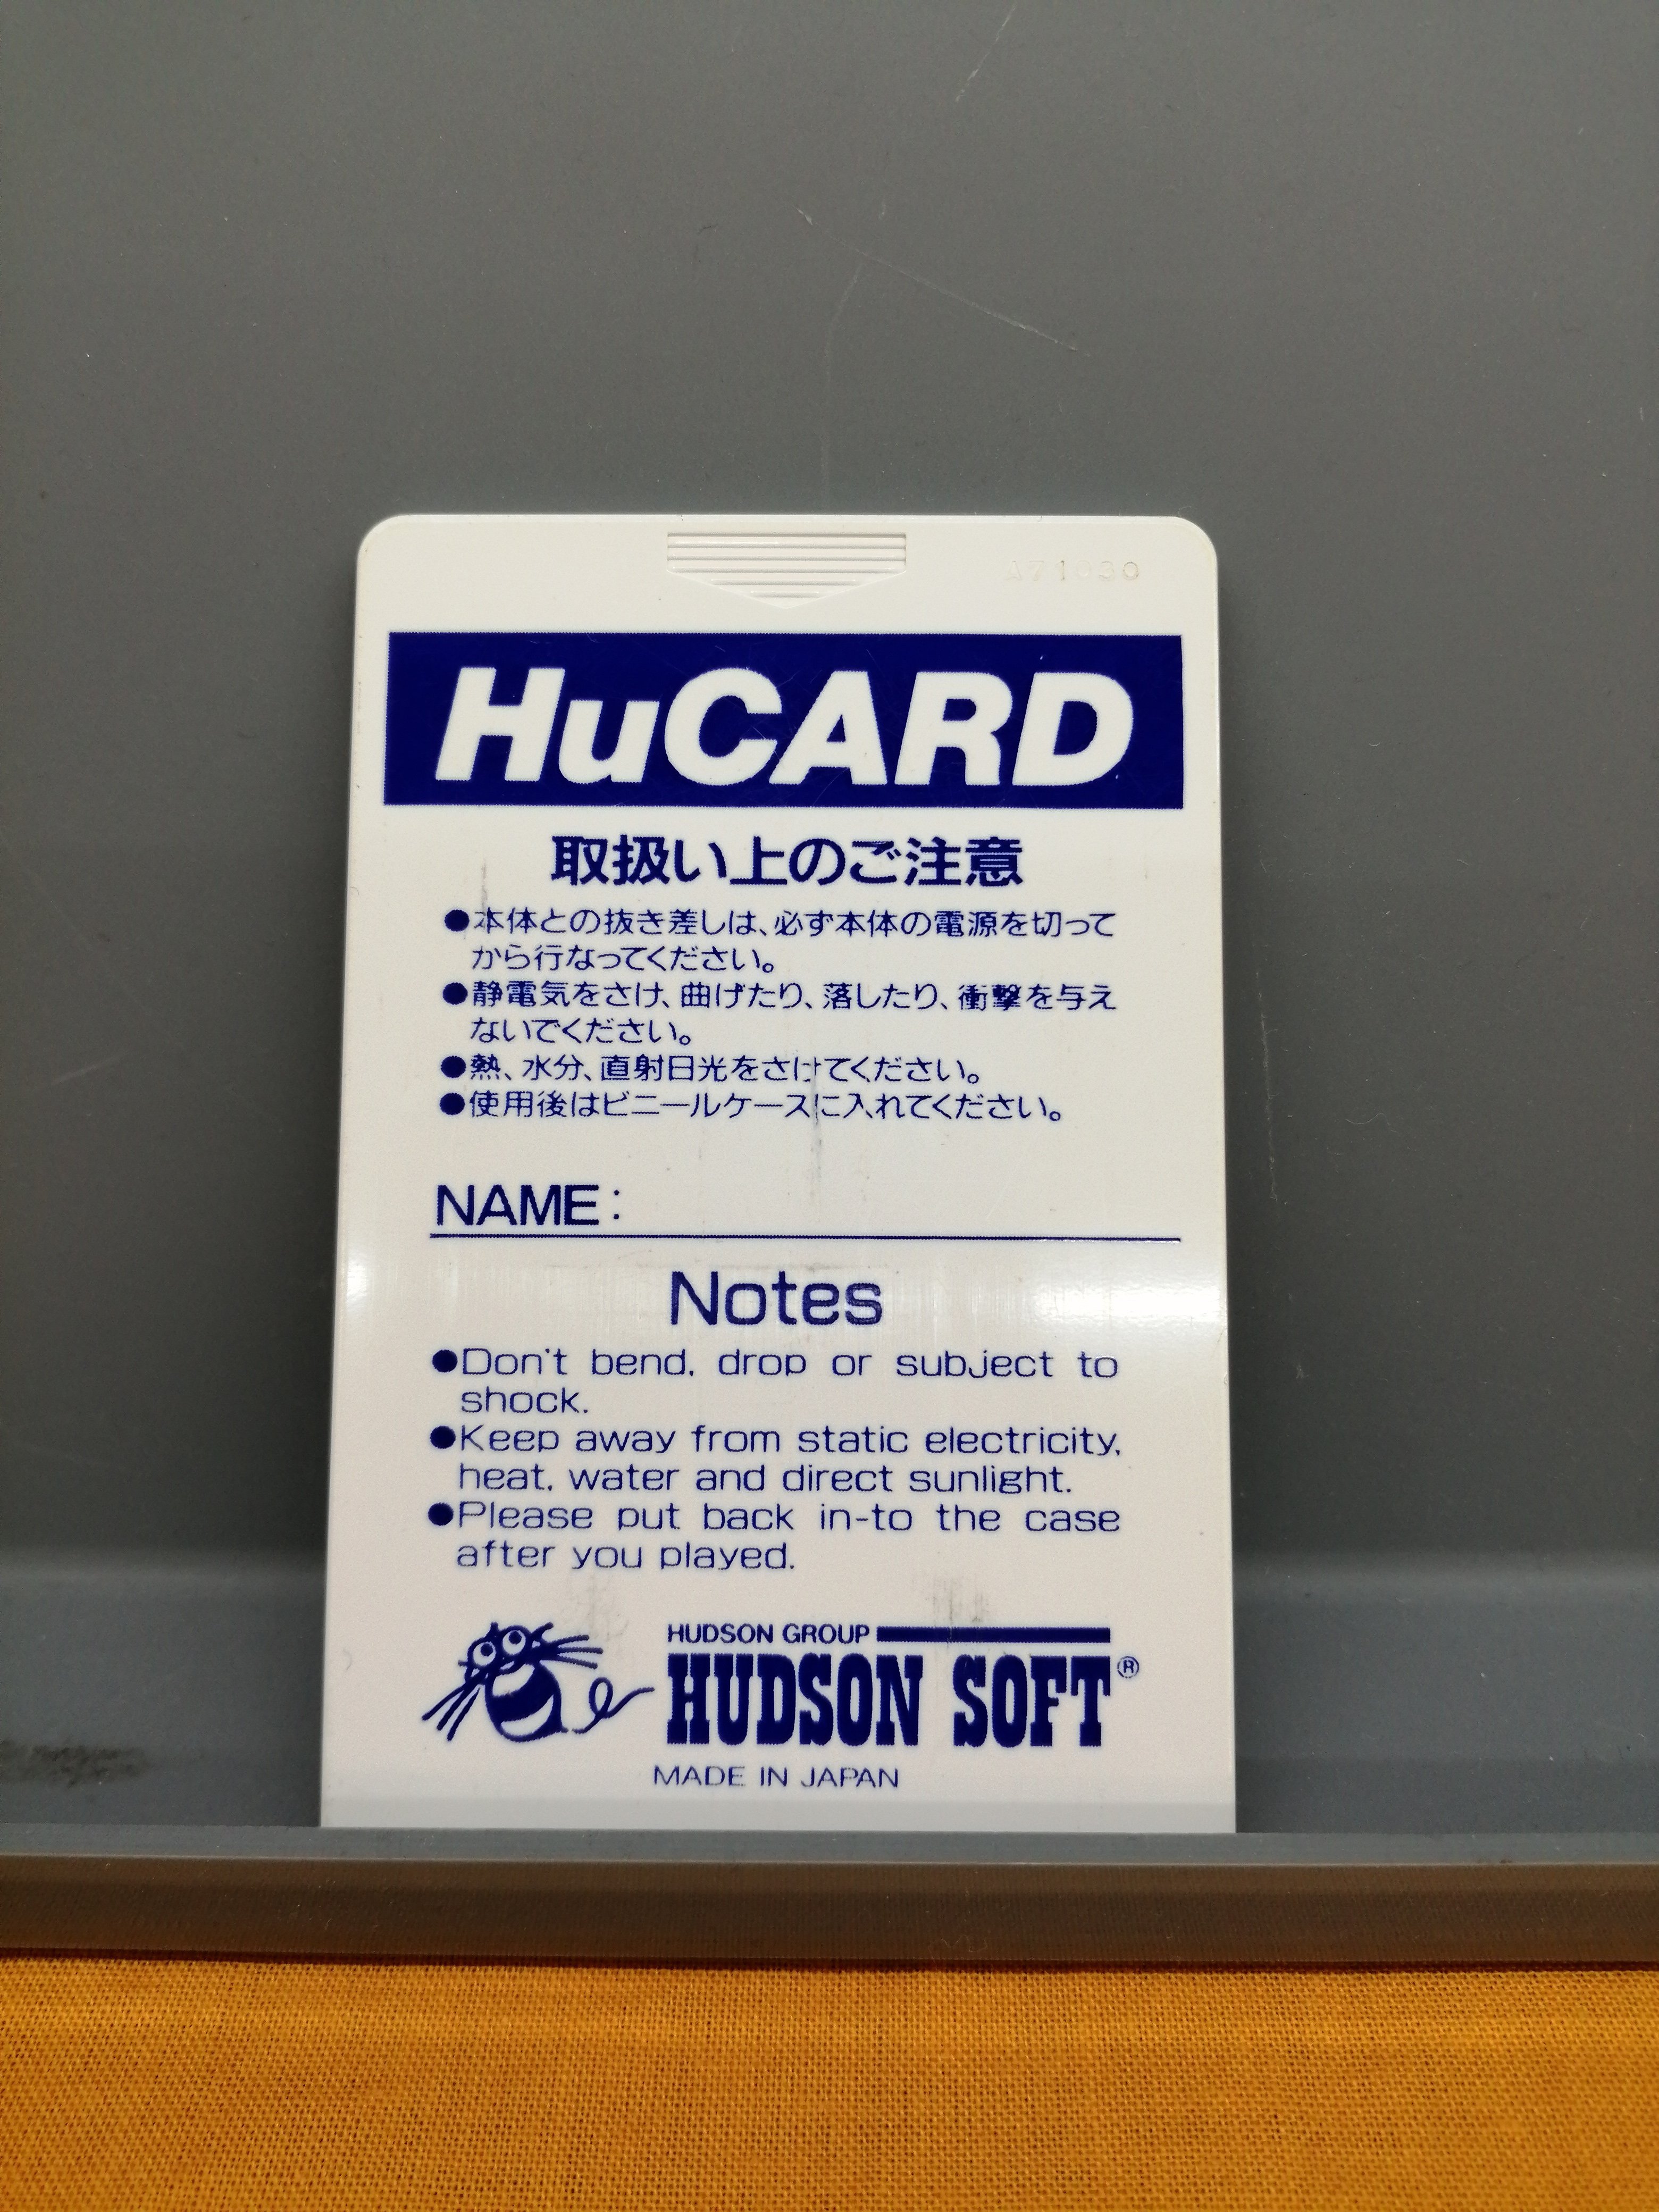 HuCARD
取扱い上のご注意
●本体との抜き差しは、必ず本体の電源を切って
から行なってください。
●静電気をさけ、曲げたり、落したり、衝撃を与え
ないでください。
●熱、水分、直射日光をさけてください。
●使用後はビニールケースに入れてください。
NAME:
Notes
●Don't bend, drop or subject to
shock.
●Keep away from static electricity,
heat, water and direct sunlight.
●Please put back in-to the case
after you played.
HUDSON GROUP
HUDSON SOFT®
MADE IN JAPAN